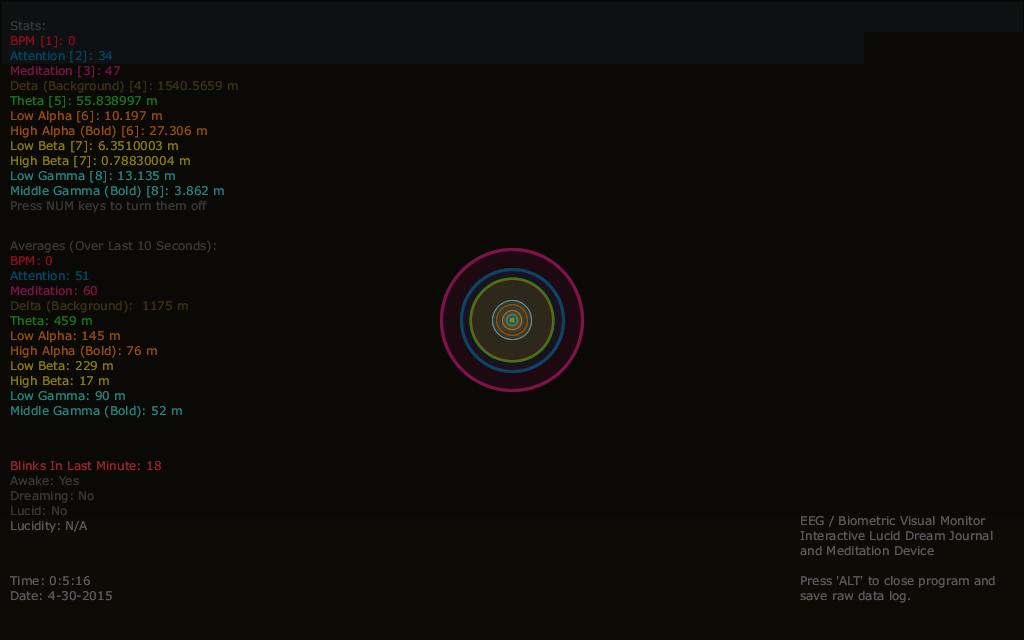 Stats:
BPM [1]: 0
Attention [2]: 34
Meditation [3]: 47
Deta (Background) [4]: 1540.5659 m
Theta [5]: 55.838997 m
Low Alpha [6]: 10.197 m
High Alpha (Bold) [6]: 27.306 m
Low Beta [7]: 6.3510003 m
High Beta [7]: 0.78830004 m
Low Gamma [8]: 13.135 m
Middle Gamma (Bold) [8]: 3.862 m
Press NUM keys to turn them off
Averages (Over Last 10 Seconds):
BPM: 0
Attention: 51
Meditation: 60
Delta (Background):  1175 m
Theta: 459 m
Low Alpha: 145 m
High Alpha (Bold): 76 m
Low Beta: 229 m
High Beta: 17 m
Low Gamma: 90 m
Middle Gamma (Bold): 52 m
Blinks In Last Minute: 18
Awake: Yes
Dreaming: No
Lucid: No
Lucidity: N/A
Time: 0:5:16
Date: 4-30-2015
EEG / Biometric Visual Monitor
Interactive Lucid Dream Journal
and Meditation Device
Press 'ALT' to close program and
save raw data log.